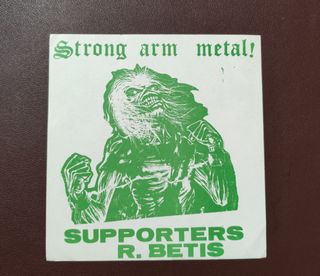 Strong arm metal!
SUPPORTERS
R. BETIS